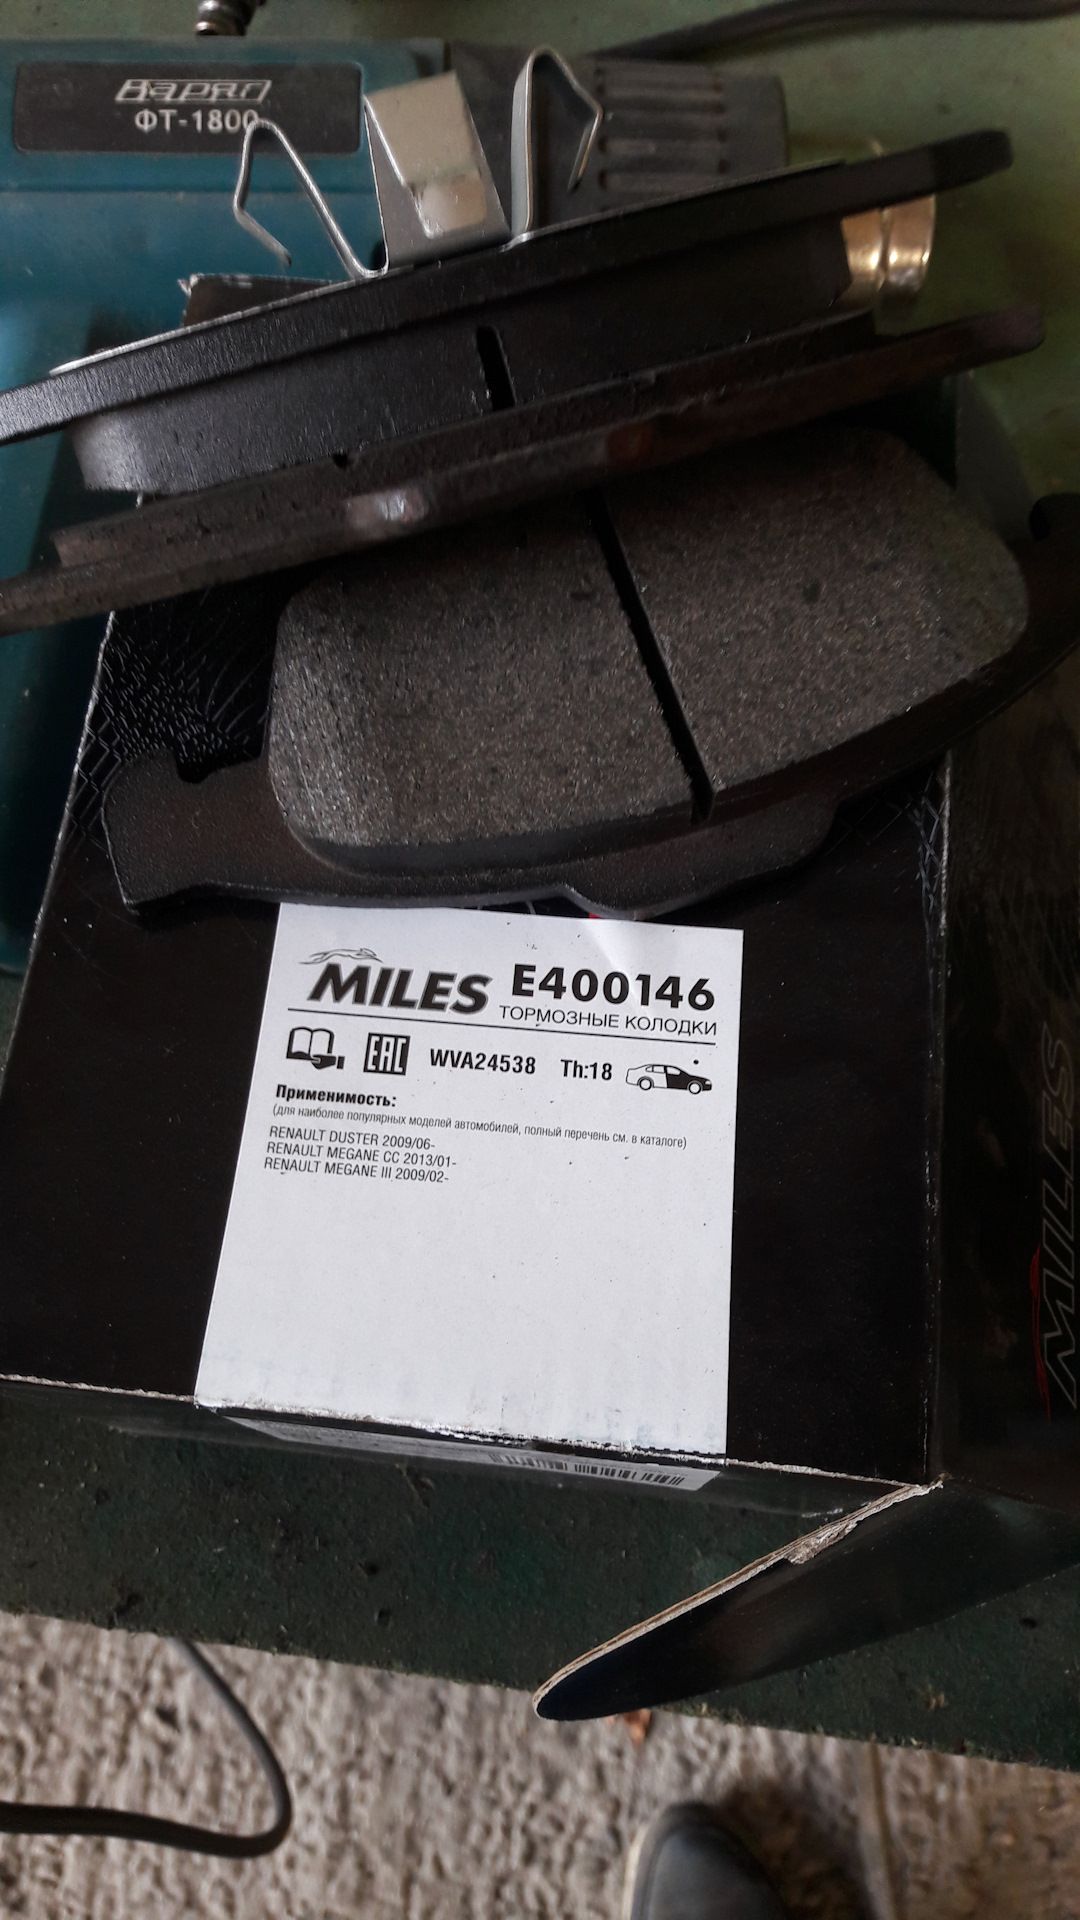 Варяг
ФТ-1800
MILES E400146
ТОРМОЗНЫЕ КОЛОДКИ
EAC WVA24538 Th:18
Применимость:
(для наиболее популярных моделей автомобилей, полный перечень см. в каталоге)
RENAULT DUSTER 2009/06-
RENAULT MEGANE CC 2013/01-
RENAULT MEGANE III 2009/02-
MILES